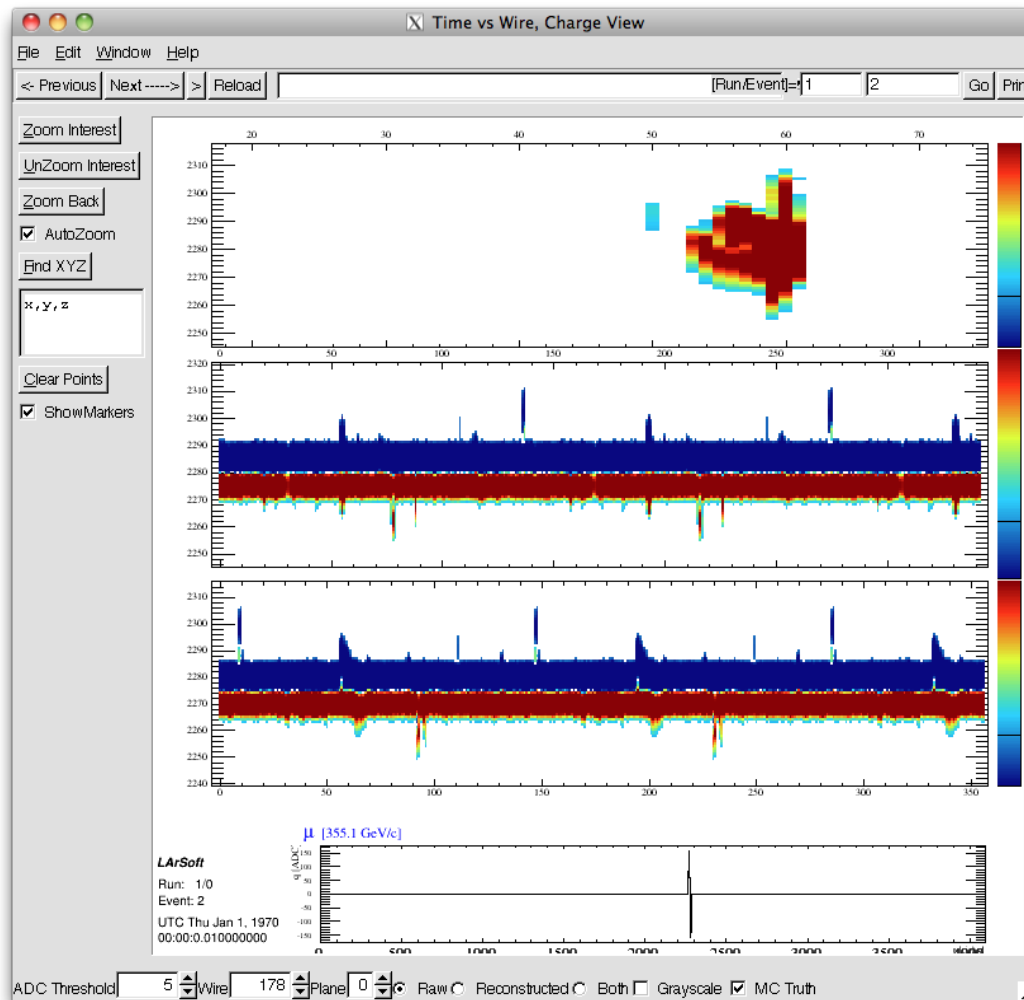 X Time vs Wire, Charge View
File Edit Window Help
<- Previous Next -----> > Reload [Run/Event]= 1 2 Go Prin
Zoom Interest
UnZoom Interest
Zoom Back
AutoZoom
Find XYZ
x,y,z
Clear Points
ShowMarkers
20 30 40 50 60 70
2310
2300
2290
2280
2270
2260
2250
0 50 100 150 200 250 300
2320
2310
2300
2290
2280
2270
2260
2250
2310
2300
2290
2280
2270
2260
2250
2240
0 50 100 150 200 250 300 350
μ [355.1 GeV/c]
q [ADC]
150
100
50
0
-50
-100
-150
0 500 1000 1500 2000 2500 3000 3500
LArSoft
Run: 1/0
Event: 2
UTC Thu Jan 1, 1970
00:00:0.010000000
ADC Threshold 5 Wire 178 Plane 0 Raw Reconstructed Both Grayscale MC Truth